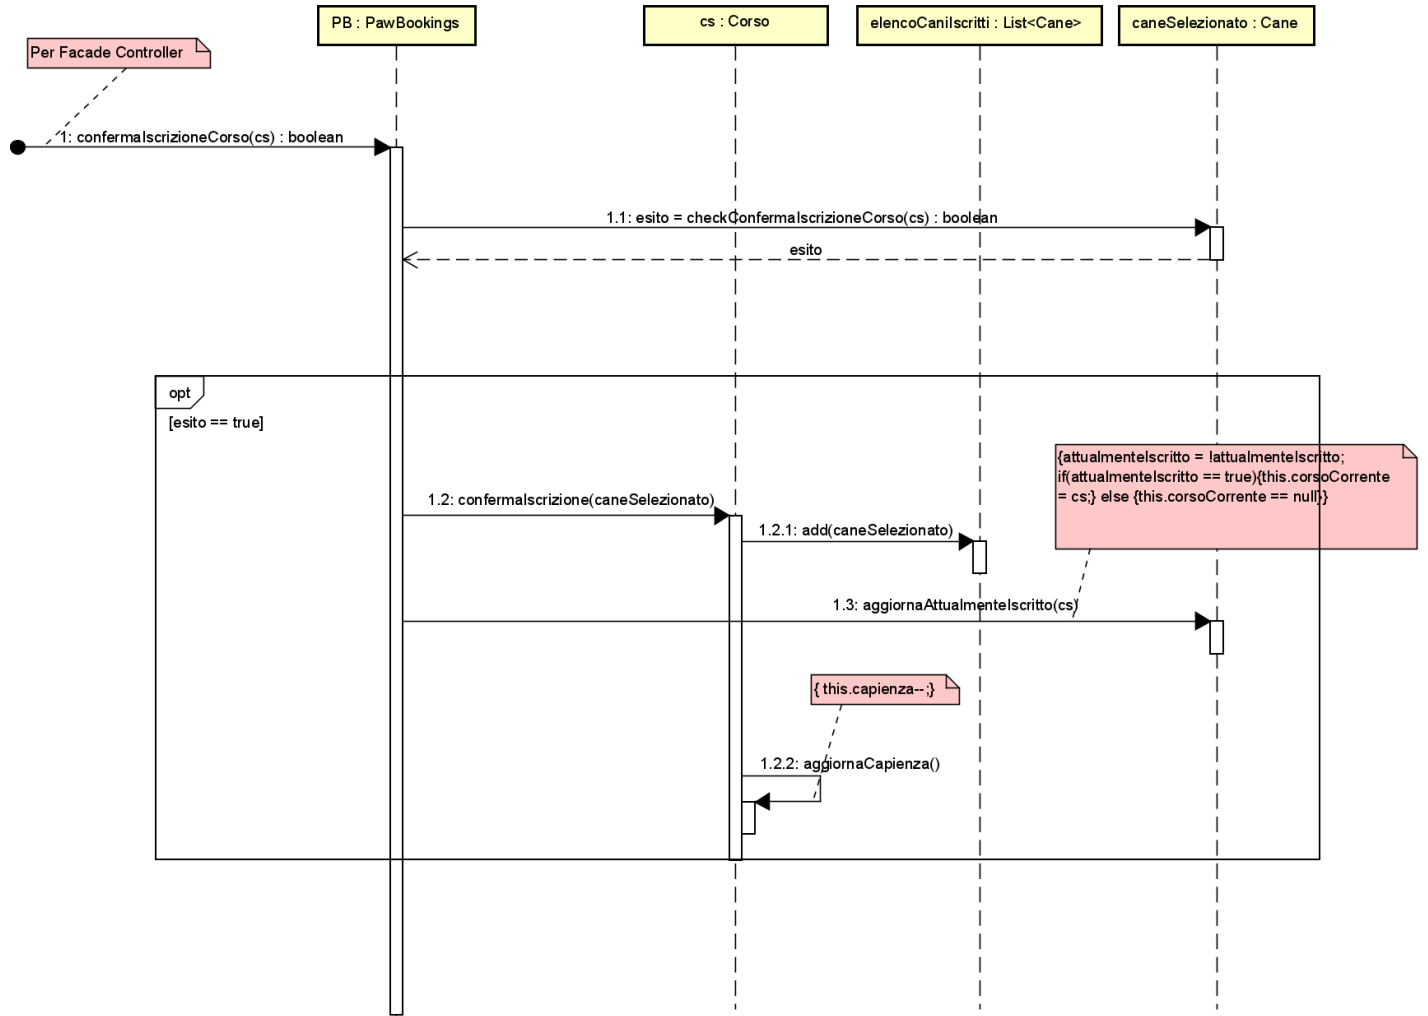 PB : PawBookings
cs : Corso
elencoCaniIscritti : List<Cane>
caneSelezionato : Cane
Per Facade Controller
1: confermaIscrizioneCorso(cs) : boolean
1.1: esito = checkConfermaIscrizioneCorso(cs) : boolean
esito
opt
[esito == true]
{attualmenteIscritto = !attualmenteIscritto;
if(attualmenteIscritto == true){this.corsoCorrente
= cs;} else {this.corsoCorrente == null}}
1.2: confermaIscrizione(caneSelezionato)
1.2.1: add(caneSelezionato)
1.3: aggiornaAttualmenteIscritto(cs)
{ this.capienza--;}
1.2.2: aggiornaCapienza()